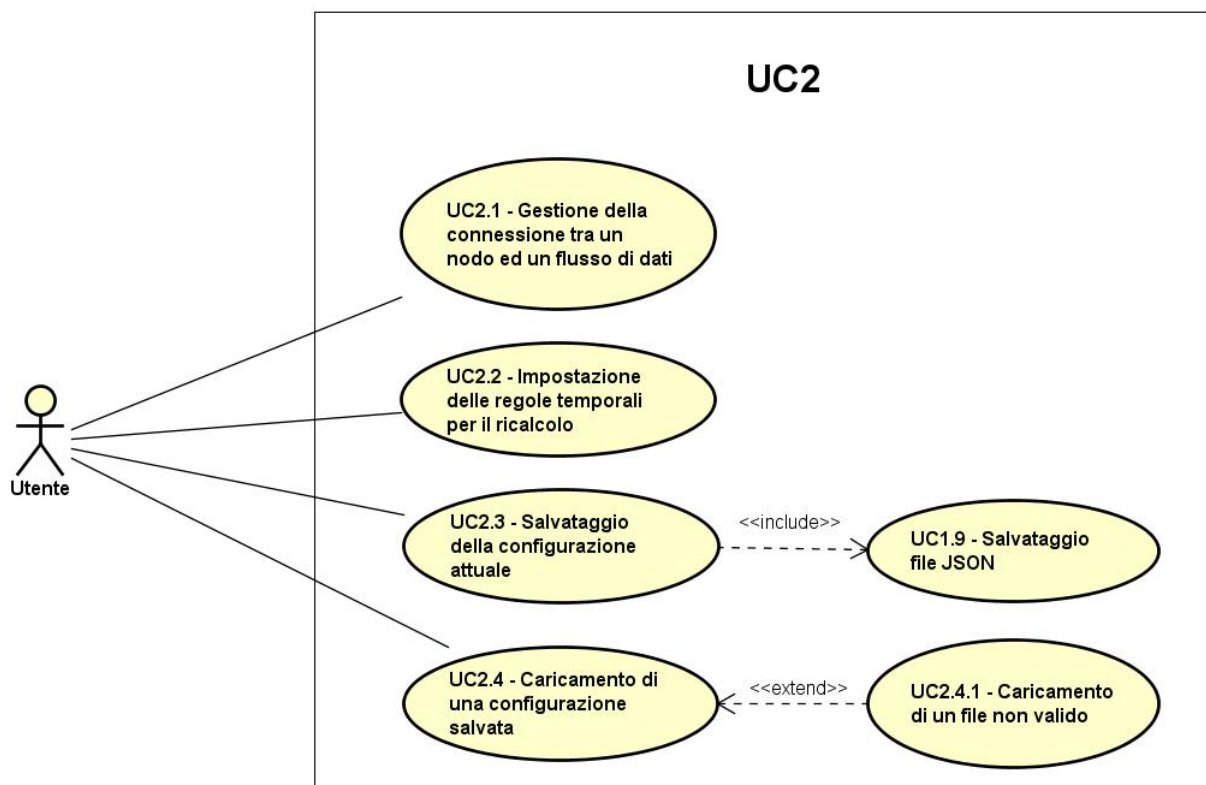 UC2
UC2.1 - Gestione della
connessione tra un
nodo ed un flusso di dati
UC2.2 - Impostazione
delle regole temporali
per il ricalcolo
Utente
UC2.3 - Salvataggio
della configurazione
attuale
<<include>>
UC1.9 - Salvataggio
file JSON
UC2.4 - Caricamento di
una configurazione
salvata
<<extend>>
UC2.4.1 - Caricamento
di un file non valido